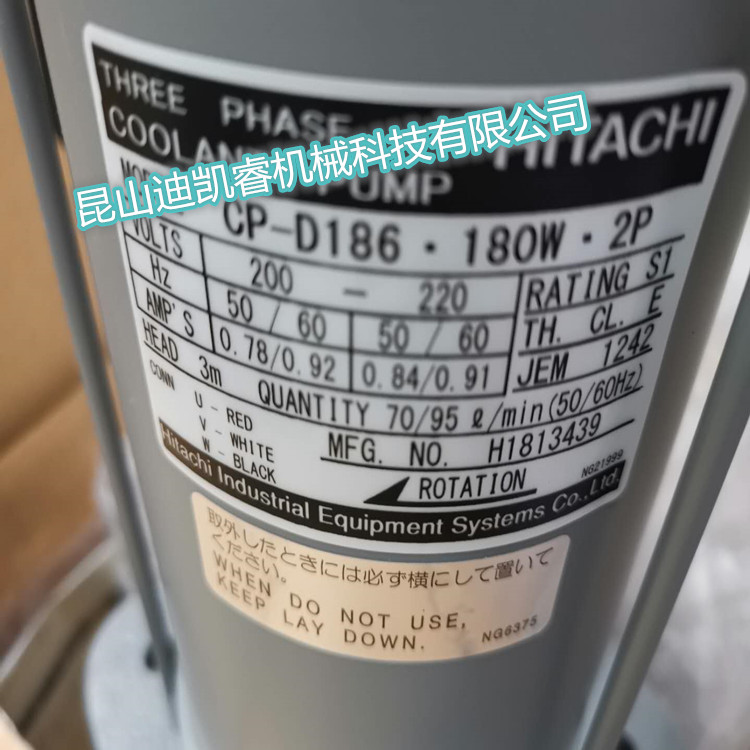 THREE PHASE
HITACHI
COOLANT PUMP
昆山迪凯睿机械科技有限公司
CP-D186・180W・2P
VOLTS 200 - 220 RATING S1
Hz 50 / 60 50 / 60 TH. CL. E
AMP'S 0.78/0.92 0.84/0.91 JEM 1242
HEAD 3m QUANTITY 70/95 ℓ/min(50/60Hz)
CONN U - RED
V - WHITE
W - BLACK
MFG. NO. H1813439
ROTATION
NG21999
Hitachi Industrial Equipment Systems Co.,Ltd.
取外したときには必ず横にして置いて
ください。
WHEN DO NOT USE,
KEEP LAY DOWN.
NG6375